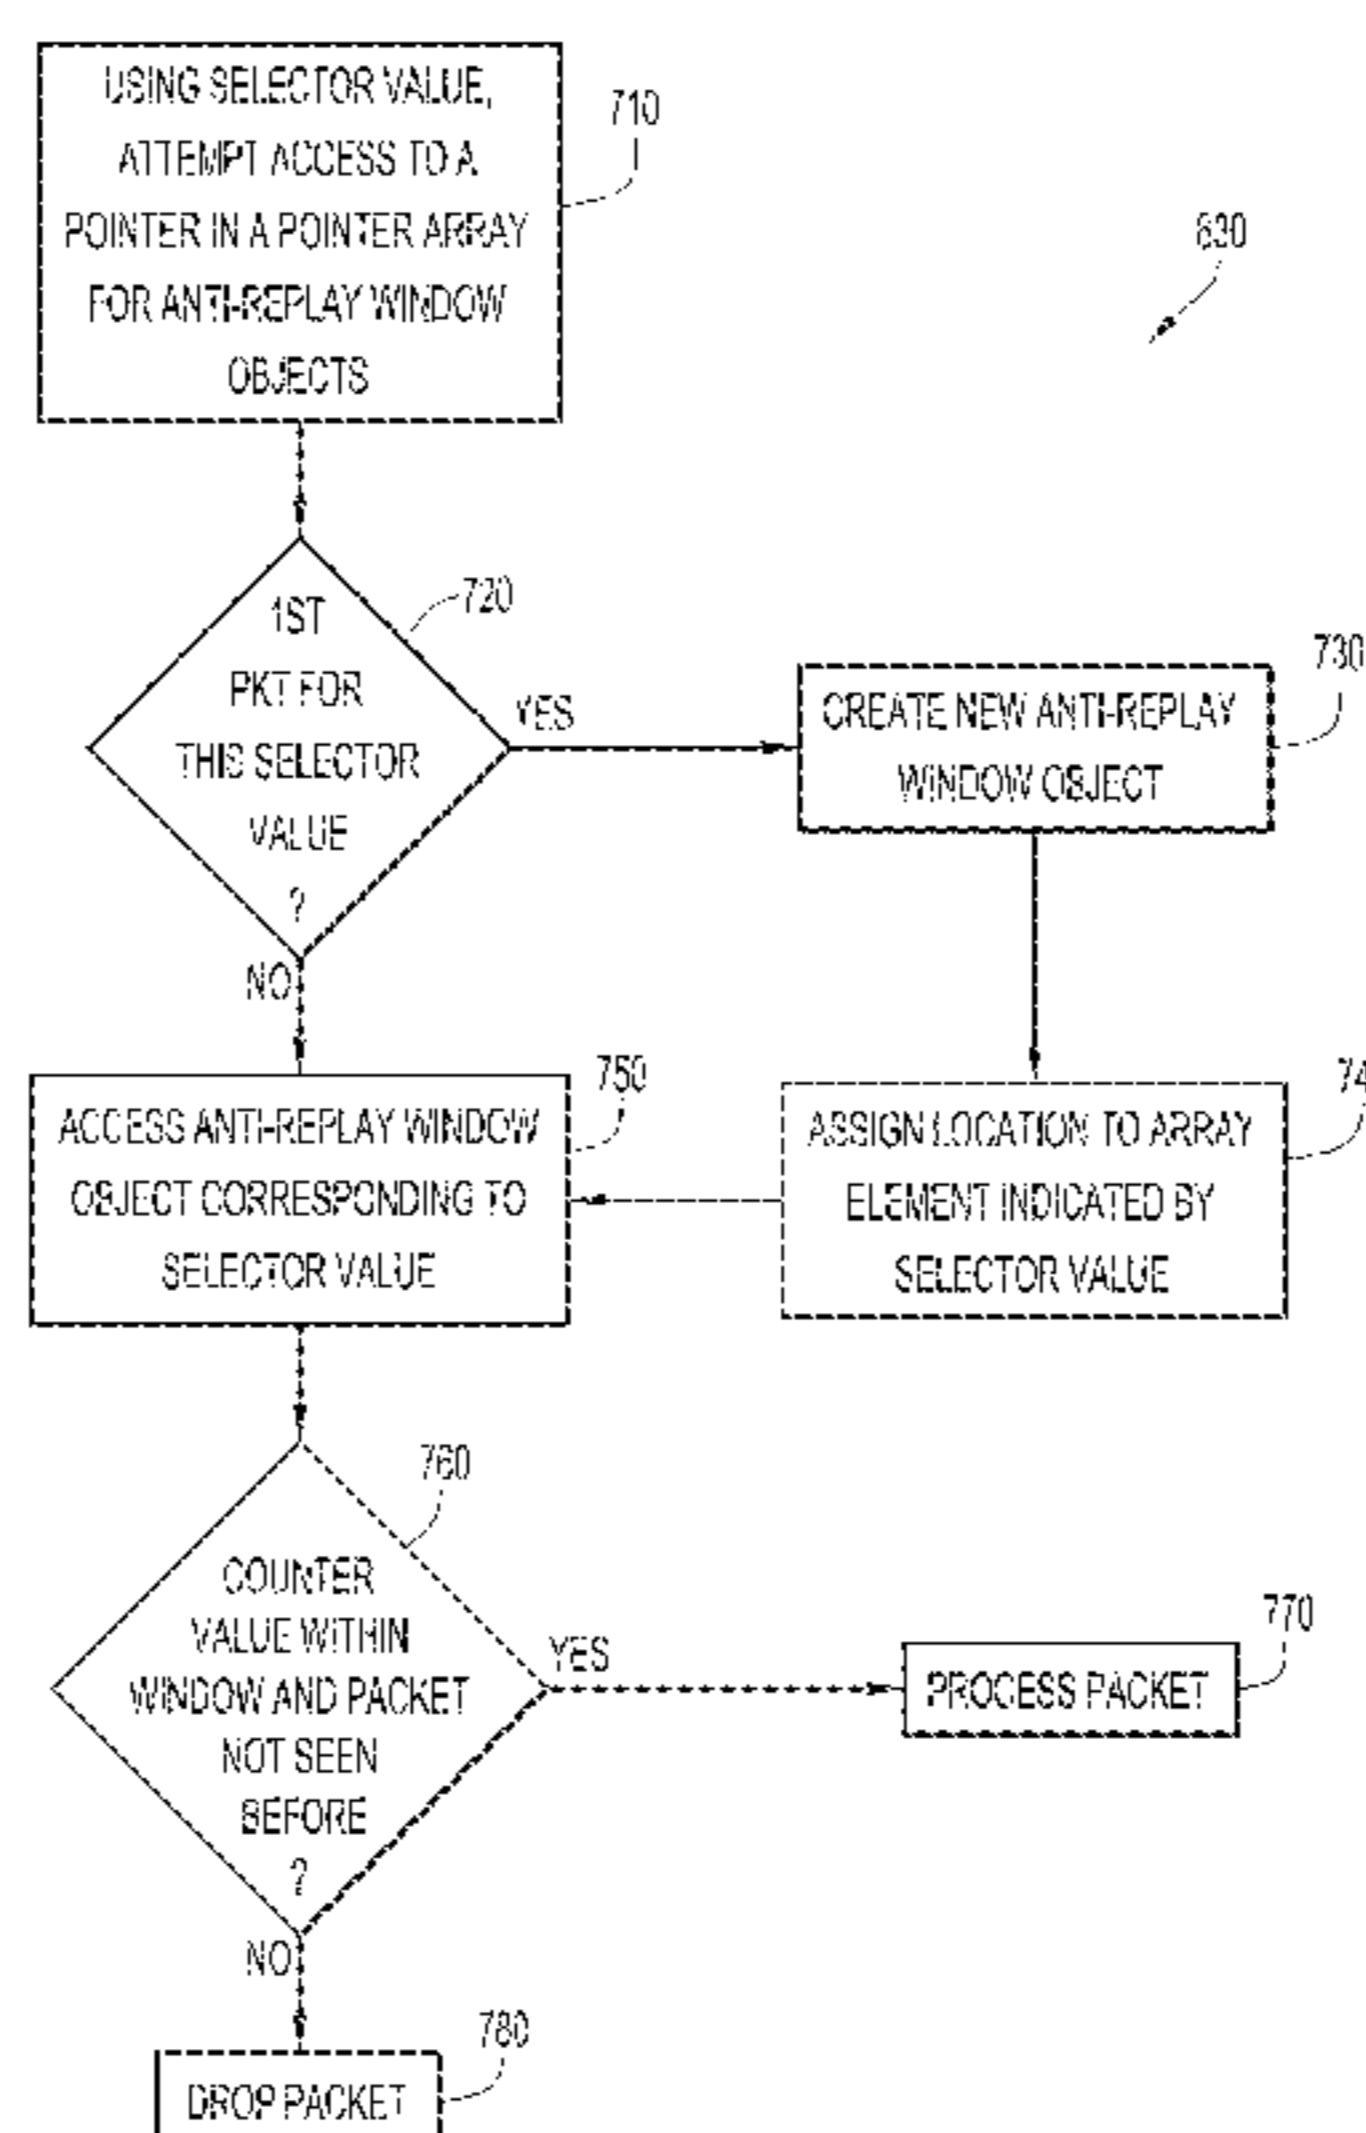 USING SELECTOR VALUE,
ATTEMPT ACCESS TO A
POINTER IN A POINTER ARRAY
FOR ANTI-REPLAY WINDOW
OBJECTS
710
630
1ST
PKT FOR
THIS SELECTOR
VALUE
?
720
YES
NO
CREATE NEW ANTI-REPLAY
WINDOW OBJECT
730
ACCESS ANTI-REPLAY WINDOW
OBJECT CORRESPONDING TO
SELECTOR VALUE
750
ASSIGN LOCATION TO ARRAY
ELEMENT INDICATED BY
SELECTOR VALUE
74
COUNTER
VALUE WITHIN
WINDOW AND PACKET
NOT SEEN
BEFORE
?
760
YES
NO
PROCESS PACKET
770
DROP PACKET
780